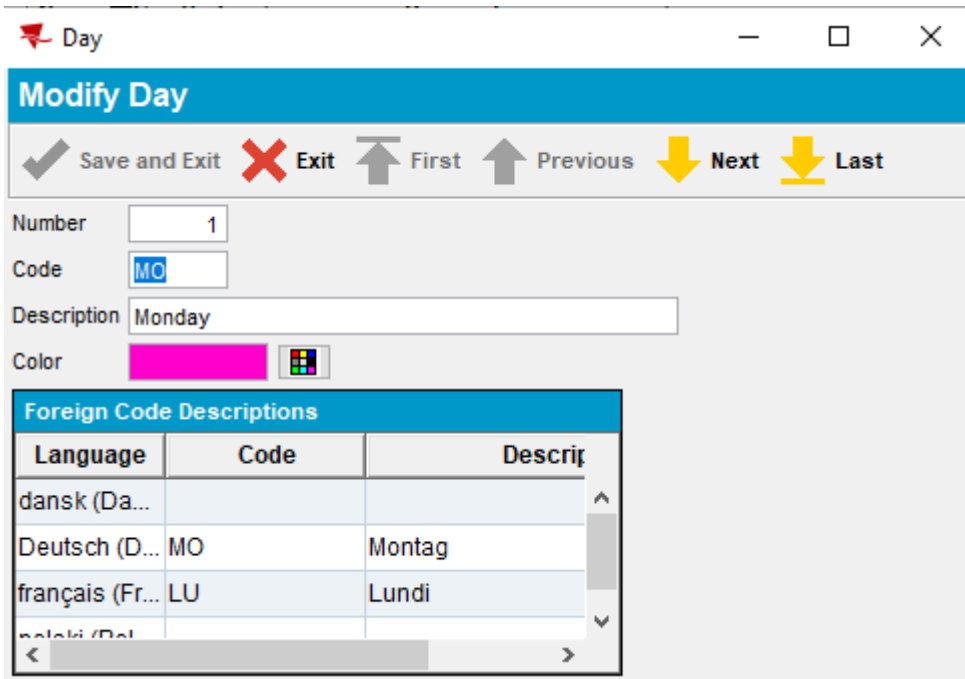 Day
Modify Day
Save and Exit Exit First Previous Next Last
Number 1
Code MO
Description Monday
Color
Foreign Code Descriptions
Language Code Descrip
dansk (Da...
Deutsch (D... MO Montag
français (Fr... LU Lundi